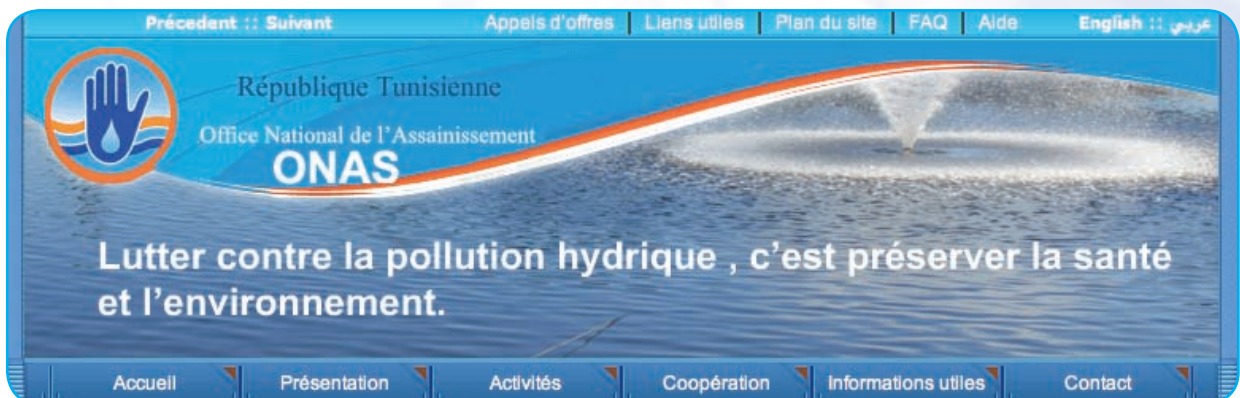 Précedent :: Suivant Appels d'offres | Liens utiles | Plan du site | FAQ | Aide English :: عربي
République Tunisienne
Office National de l'Assainissement
ONAS
Lutter contre la pollution hydrique , c'est préserver la santé
et l'environnement.
Accueil Présentation Activités Coopération Informations utiles Contact